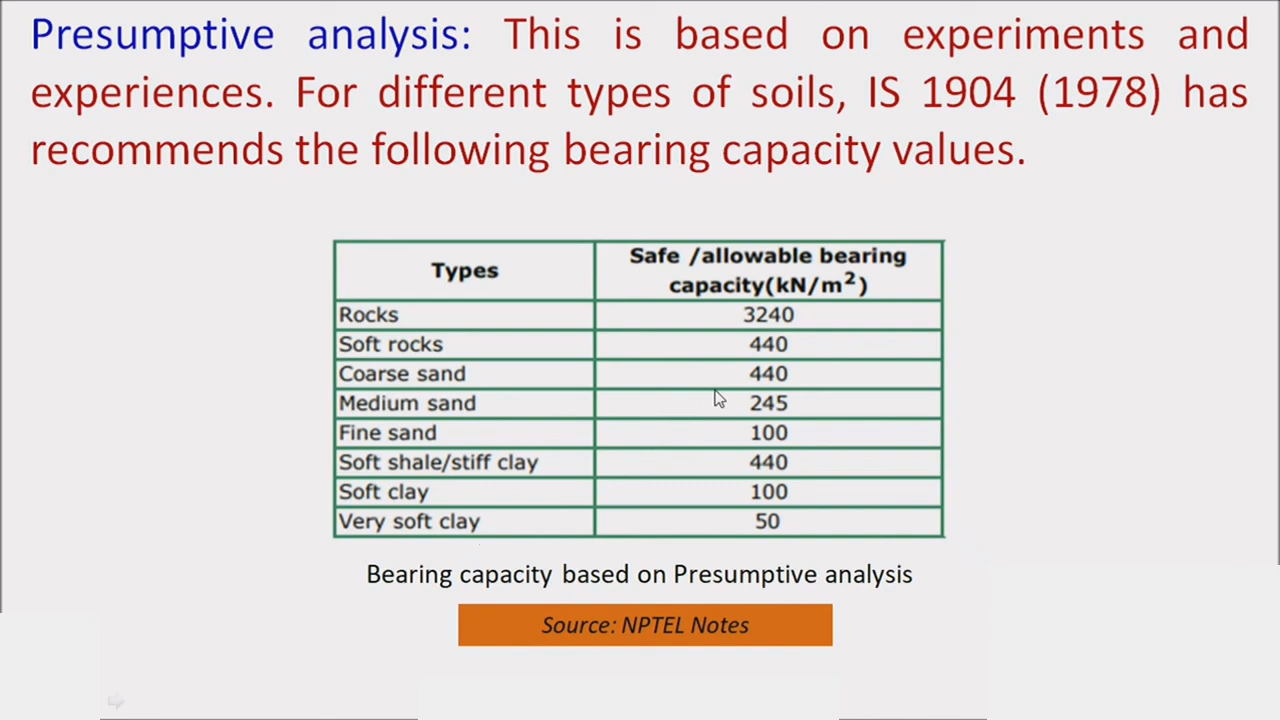 Presumptive analysis: This is based on experiments and
experiences. For different types of soils, IS 1904 (1978) has
recommends the following bearing capacity values.
Types
Safe /allowable bearing
capacity(kN/m²)
Rocks 3240
Soft rocks 440
Coarse sand 440
Medium sand 245
Fine sand 100
Soft shale/stiff clay 440
Soft clay 100
Very soft clay 50
Bearing capacity based on Presumptive analysis
Source: NPTEL Notes